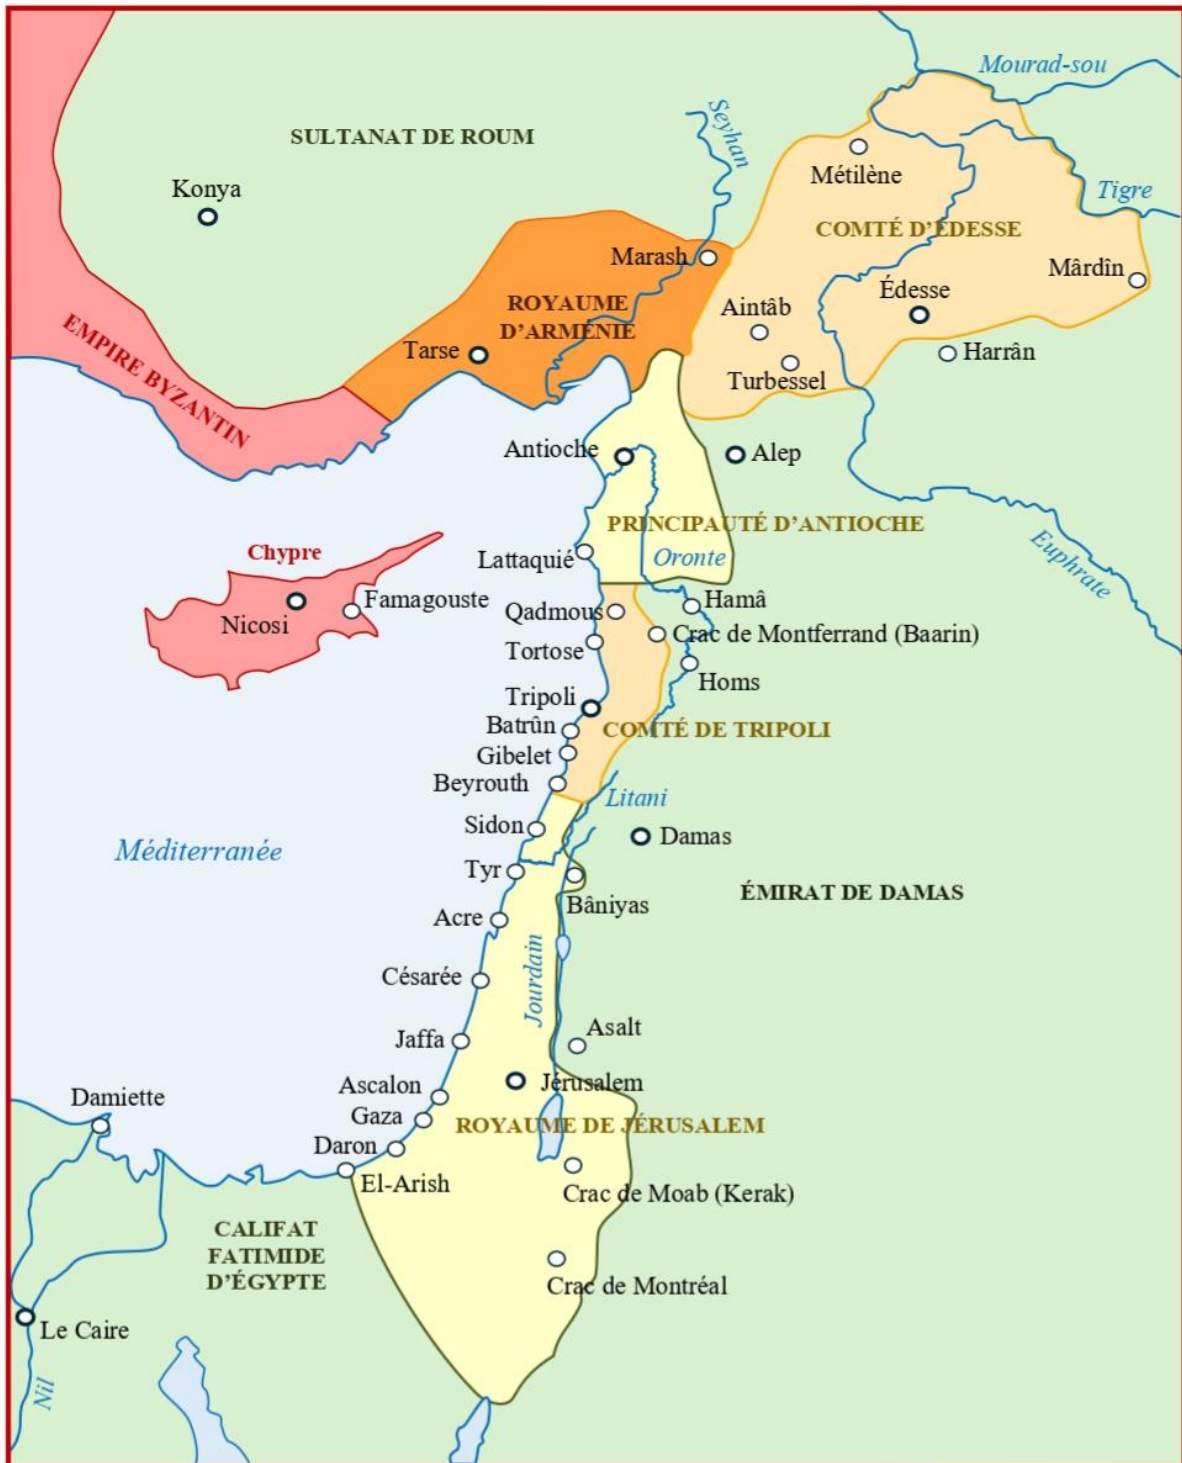 Mourad-sou
Seyhan
SULTANAT DE ROUM
Métilène
Konya
Tigre
COMTÉ D’ÉDESSE
Marash
Mârdîn
Édesse
ROYAUME
D’ARMÉNIE
Aintâb
EMPIRE BYZANTIN
Tarse
Harrân
Turbessel
Antioche
Alep
PRINCIPAUTÉ D’ANTIOCHE
Chypre
Lattaquié
Oronte
Euphrate
Famagouste
Nicosi
Qadmous
Hamâ
Crac de Montferrand (Baarin)
Tortose
Homs
Tripoli
Batrûn
COMTÉ DE TRIPOLI
Gibelet
Beyrouth
Litani
Sidon
Damas
Méditerranée
Tyr
ÉMIRAT DE DAMAS
Bâniyas
Acre
Césarée
Jourdain
Asalt
Jaffa
Ascalon
Jérusalem
Damiette
Gaza
ROYAUME DE JÉRUSALEM
Daron
El-Arish
Crac de Moab (Kerak)
CALIFAT
FATIMIDE
D’ÉGYPTE
Crac de Montréal
Le Caire
Nil